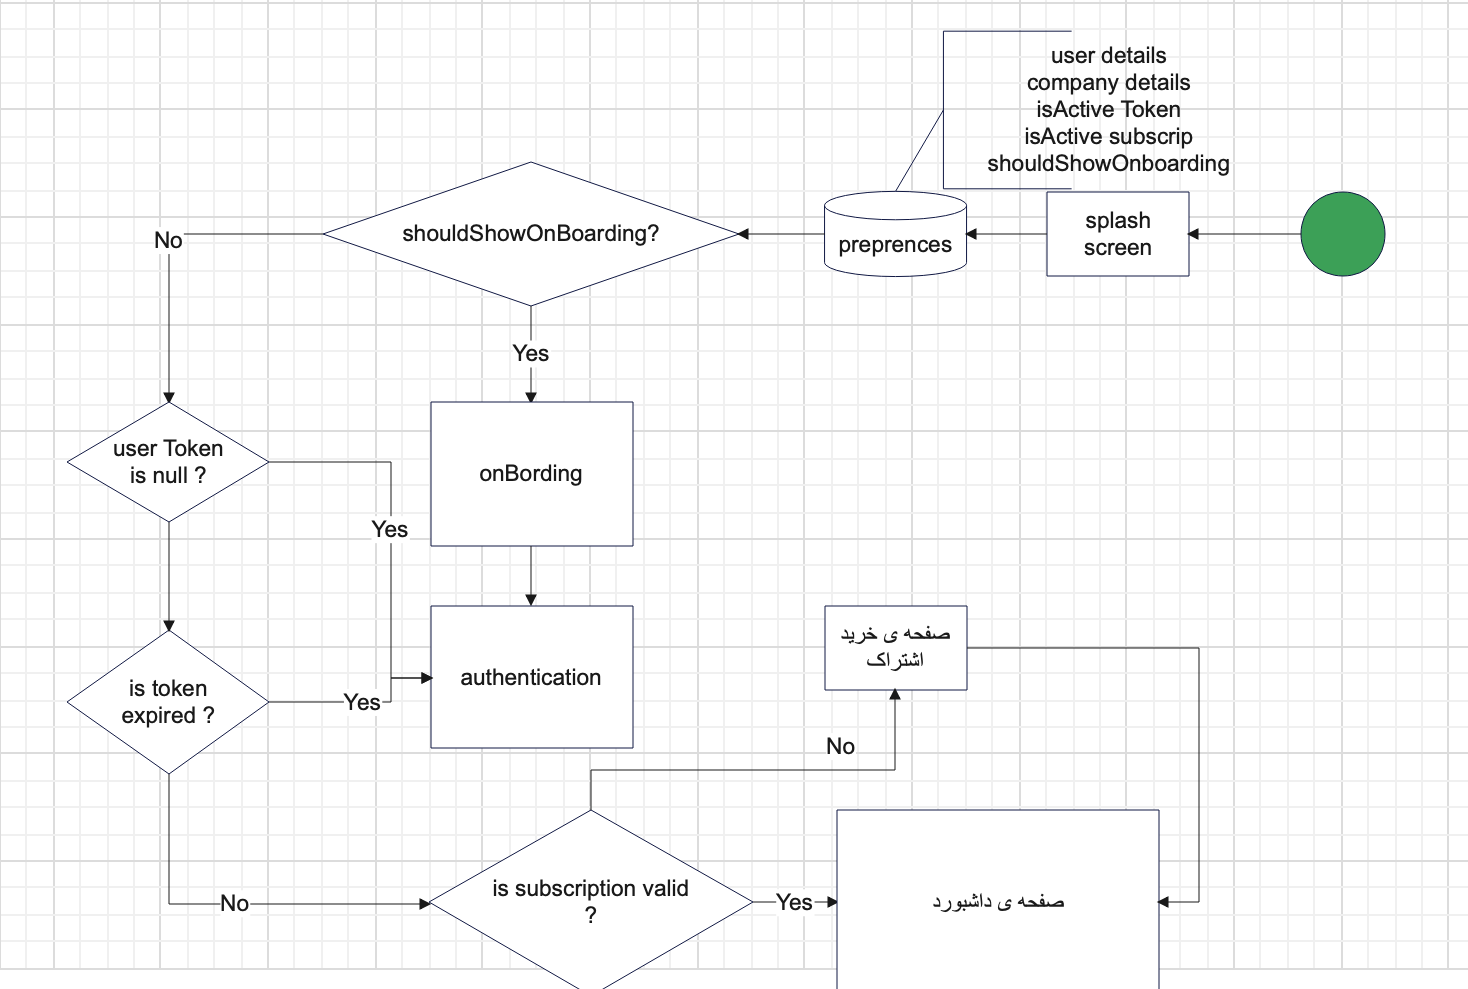 user details
company details
isActive Token
isActive subscrip
shouldShowOnboarding
splash
screen
preprences
shouldShowOnBoarding?
No
Yes
user Token
is null ?
Yes
onBording
is token
expired ?
Yes
authentication
صفحه ی خرید
اشتراک
No
No
is subscription valid
?
Yes
صفحه ی داشبورد